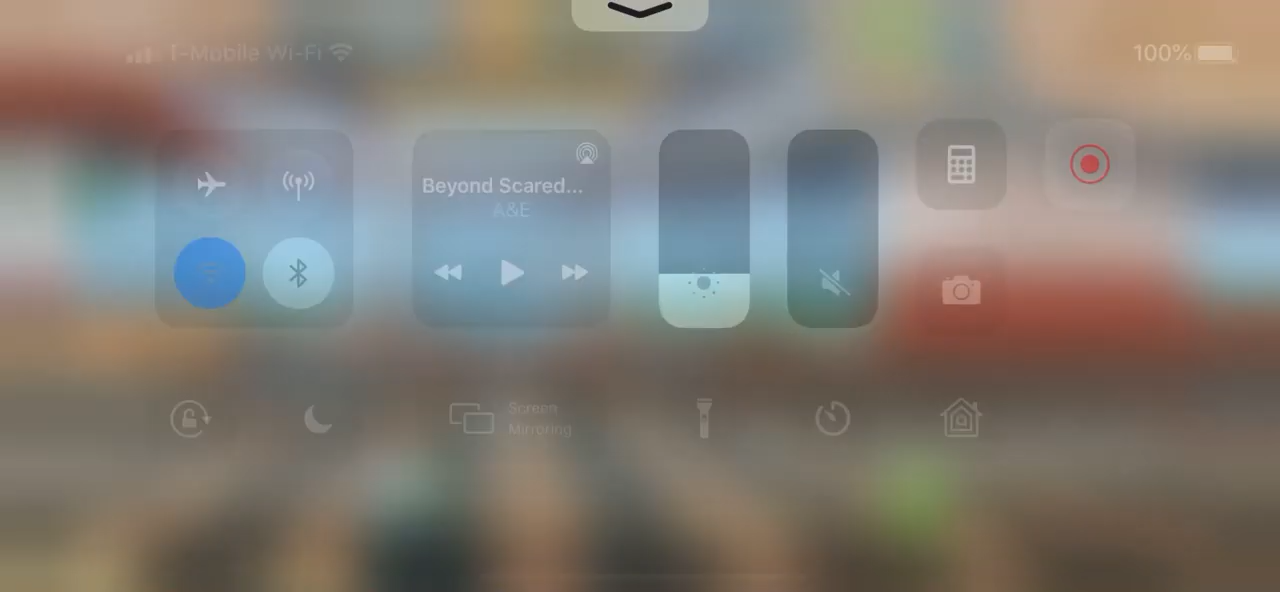 T-Mobile Wi-Fi
100%
Beyond Scared...
A&E
Screen
Mirroring